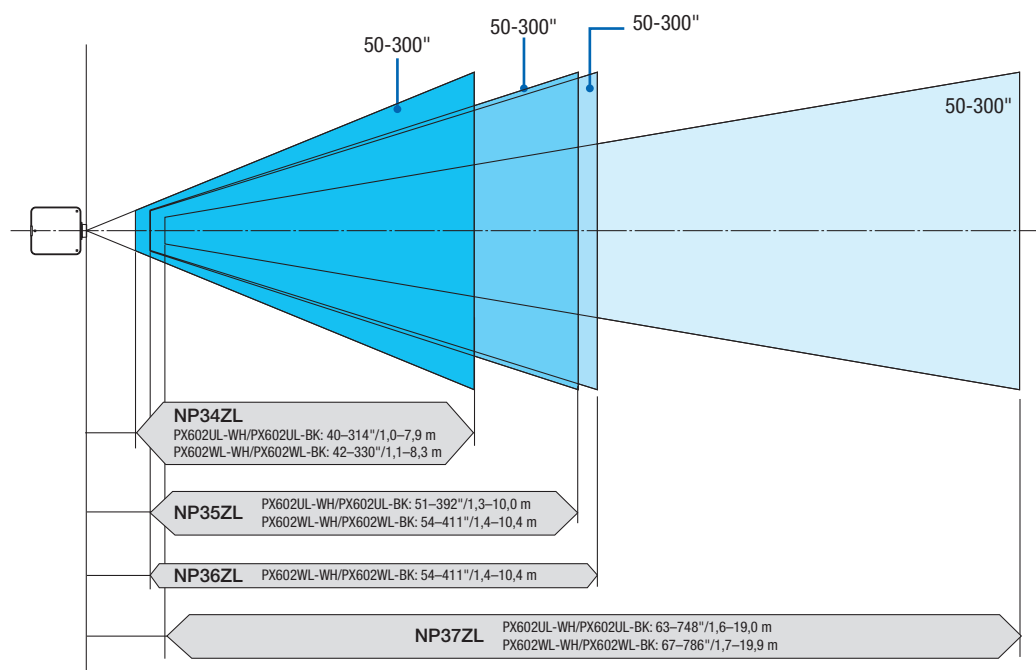 50-300"
50-300"
50-300"
50-300"
NP34ZL
PX602UL-WH/PX602UL-BK: 40–314"/1,0–7,9 m
PX602WL-WH/PX602WL-BK: 42–330"/1,1–8,3 m
NP35ZL
PX602UL-WH/PX602UL-BK: 51–392"/1,3–10,0 m
PX602WL-WH/PX602WL-BK: 54–411"/1,4–10,4 m
NP36ZL
PX602WL-WH/PX602WL-BK: 54–411"/1,4–10,4 m
NP37ZL
PX602UL-WH/PX602UL-BK: 63–748"/1,6–19,0 m
PX602WL-WH/PX602WL-BK: 67–786"/1,7–19,9 m